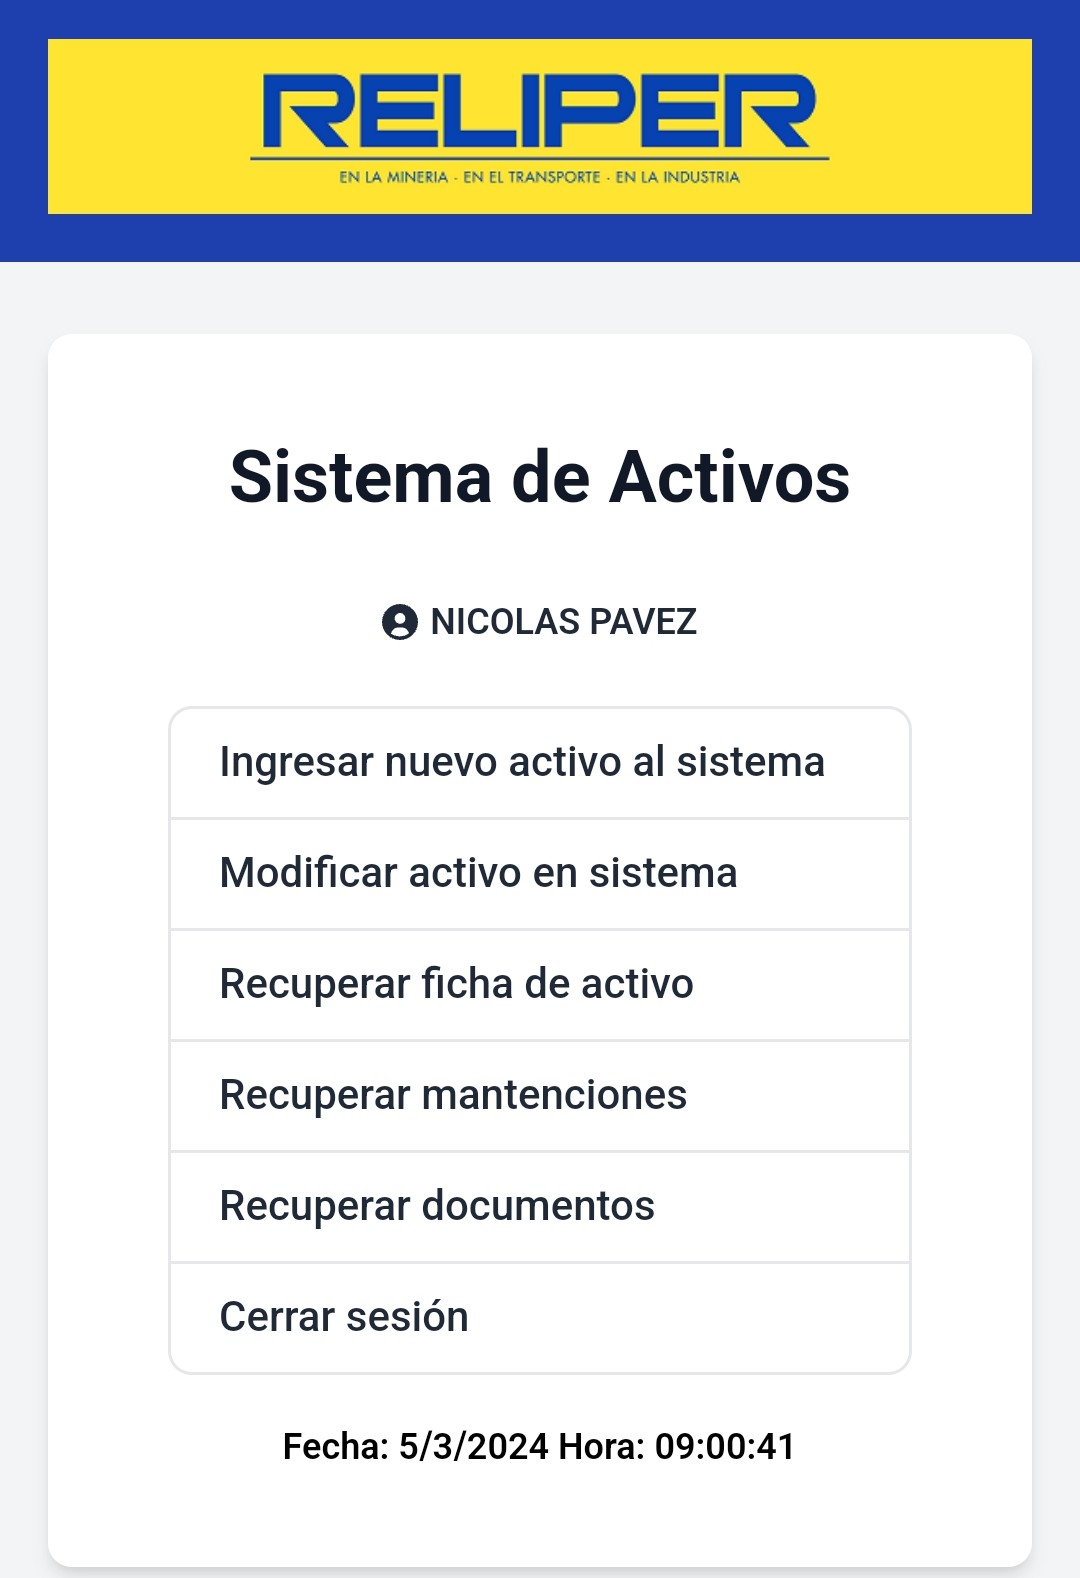 RELIPER
EN LA MINERIA · EN EL TRANSPORTE · EN LA INDUSTRIA
Sistema de Activos
NICOLAS PAVEZ
Ingresar nuevo activo al sistema
Modificar activo en sistema
Recuperar ficha de activo
Recuperar mantenciones
Recuperar documentos
Cerrar sesión
Fecha: 5/3/2024 Hora: 09:00:41